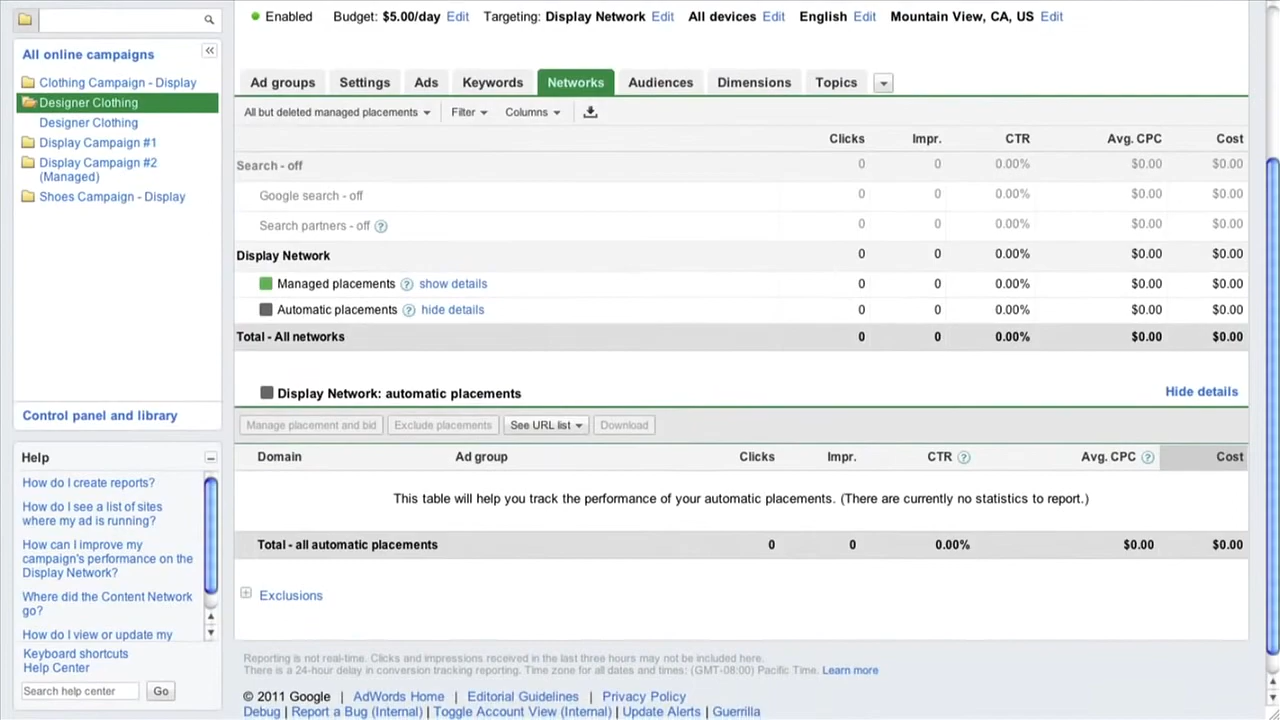 Enabled Budget: $5.00/day Edit Targeting: Display Network Edit All devices Edit English Edit Mountain View, CA, US Edit
All online campaigns
Clothing Campaign - Display
Designer Clothing
Designer Clothing
Display Campaign #1
Display Campaign #2
(Managed)
Shoes Campaign - Display
Control panel and library
Help
How do I create reports?
How do I see a list of sites
where my ad is running?
How can I improve my
campaign's performance on the
Display Network?
Where did the Content Network
go?
How do I view or update my
Keyboard shortcuts
Help Center
Search help center Go
Ad groups Settings Ads Keywords Networks Audiences Dimensions Topics
All but deleted managed placements Filter Columns
Clicks Impr. CTR Avg. CPC Cost
Search - off 0 0 0.00% $0.00 $0.00
Google search - off 0 0 0.00% $0.00 $0.00
Search partners - off ? 0 0 0.00% $0.00 $0.00
Display Network 0 0 0.00% $0.00 $0.00
Managed placements ? show details 0 0 0.00% $0.00 $0.00
Automatic placements ? hide details 0 0 0.00% $0.00 $0.00
Total - All networks 0 0 0.00% $0.00 $0.00
Display Network: automatic placements Hide details
Manage placement and bid Exclude placements See URL list Download
Domain Ad group Clicks Impr. CTR ? Avg. CPC ? Cost
This table will help you track the performance of your automatic placements. (There are currently no statistics to report.)
Total - all automatic placements 0 0 0.00% $0.00 $0.00
Exclusions
Reporting is not real-time. Clicks and impressions received in the last three hours may not be included here.
There is a 24-hour delay in conversion tracking reporting. Time zone for all dates and times: (GMT-08:00) Pacific Time. Learn more
© 2011 Google | AdWords Home | Editorial Guidelines | Privacy Policy
Debug | Report a Bug (Internal) | Toggle Account View (Internal) | Update Alerts | Guerrilla